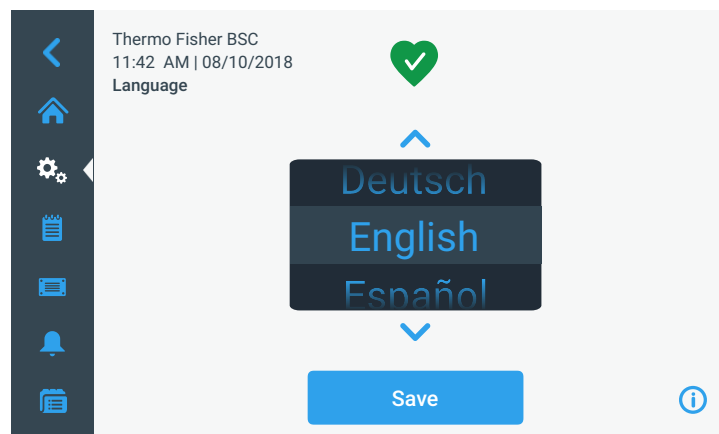 Thermo Fisher BSC
11:42 AM | 08/10/2018
Language
Deutsch
English
Español
Save